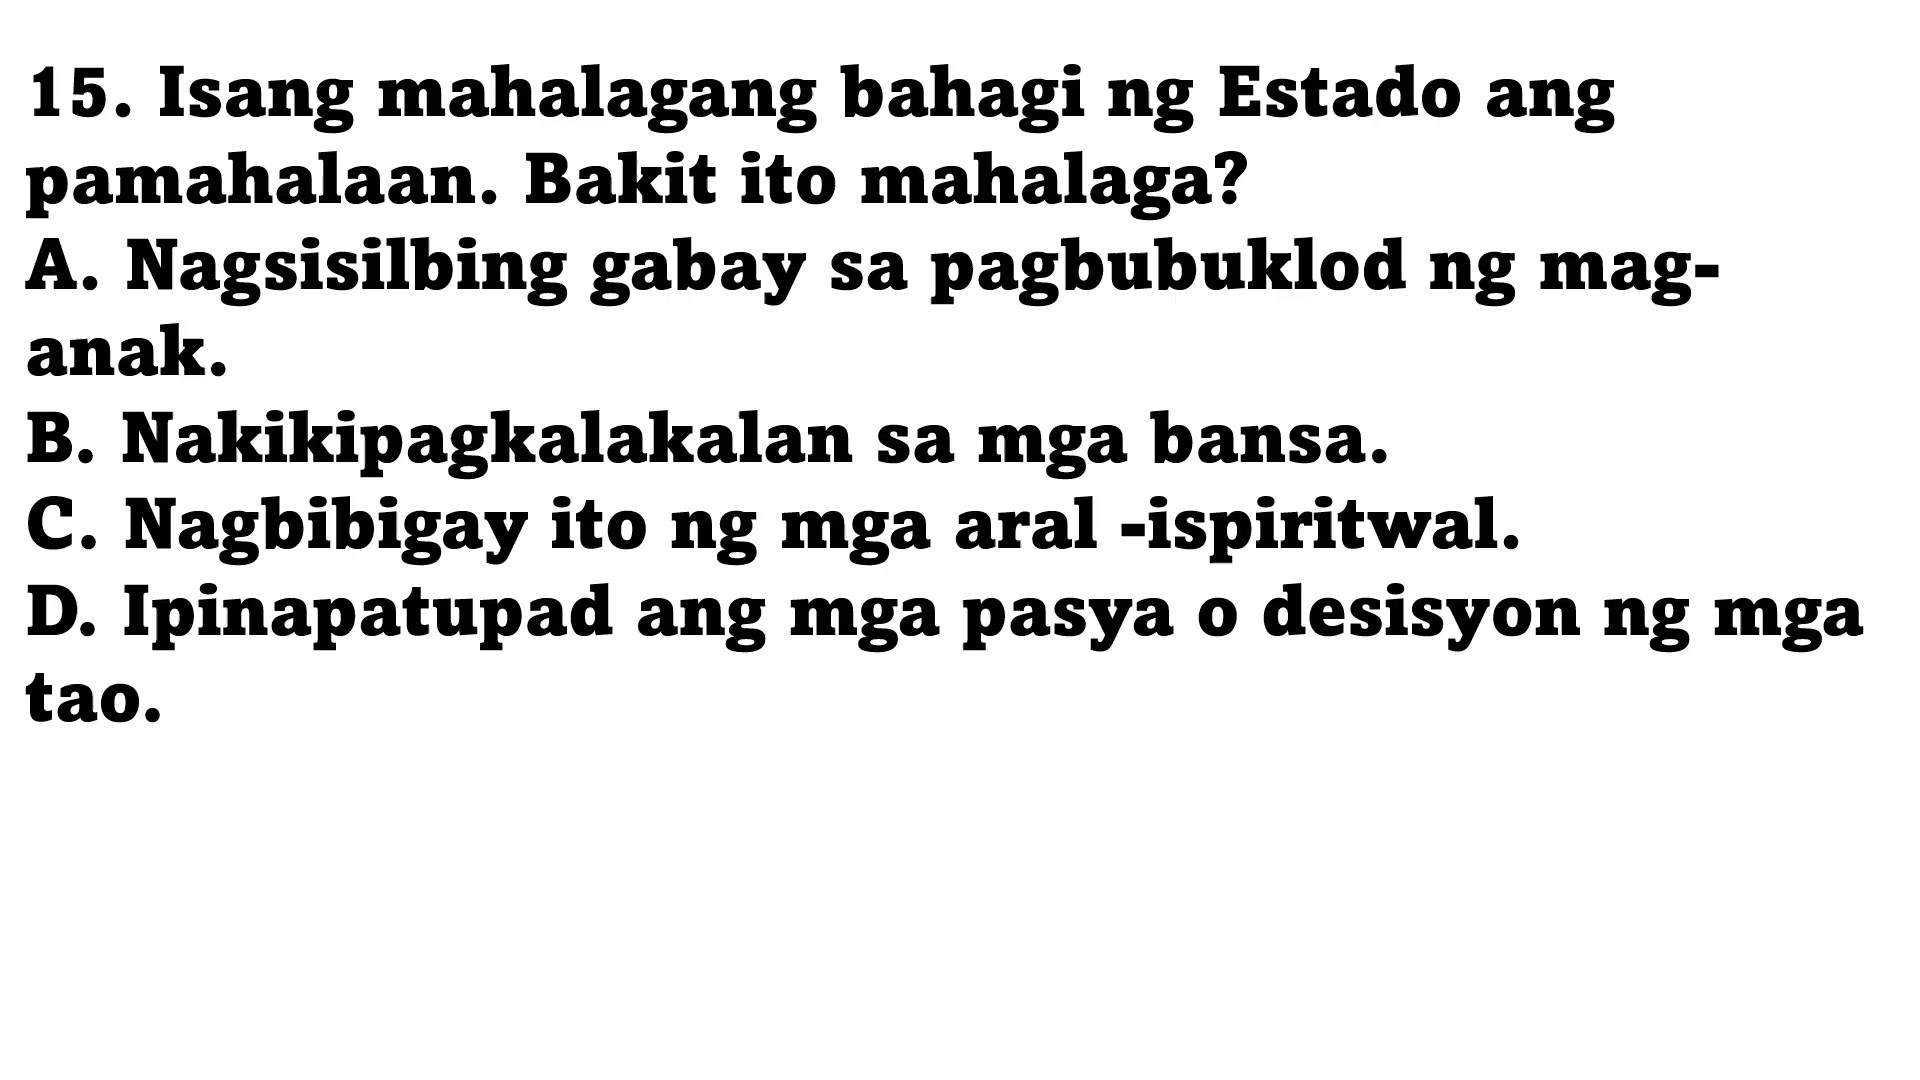 15. Isang mahalagang bahagi ng Estado ang
pamahalaan. Bakit ito mahalaga?
A. Nagsisilbing gabay sa pagbubuklod ng mag-
anak.
B. Nakikipagkalakalan sa mga bansa.
C. Nagbibigay ito ng mga aral -ispiritwal.
D. Ipinapatupad ang mga pasya o desisyon ng mga
tao.